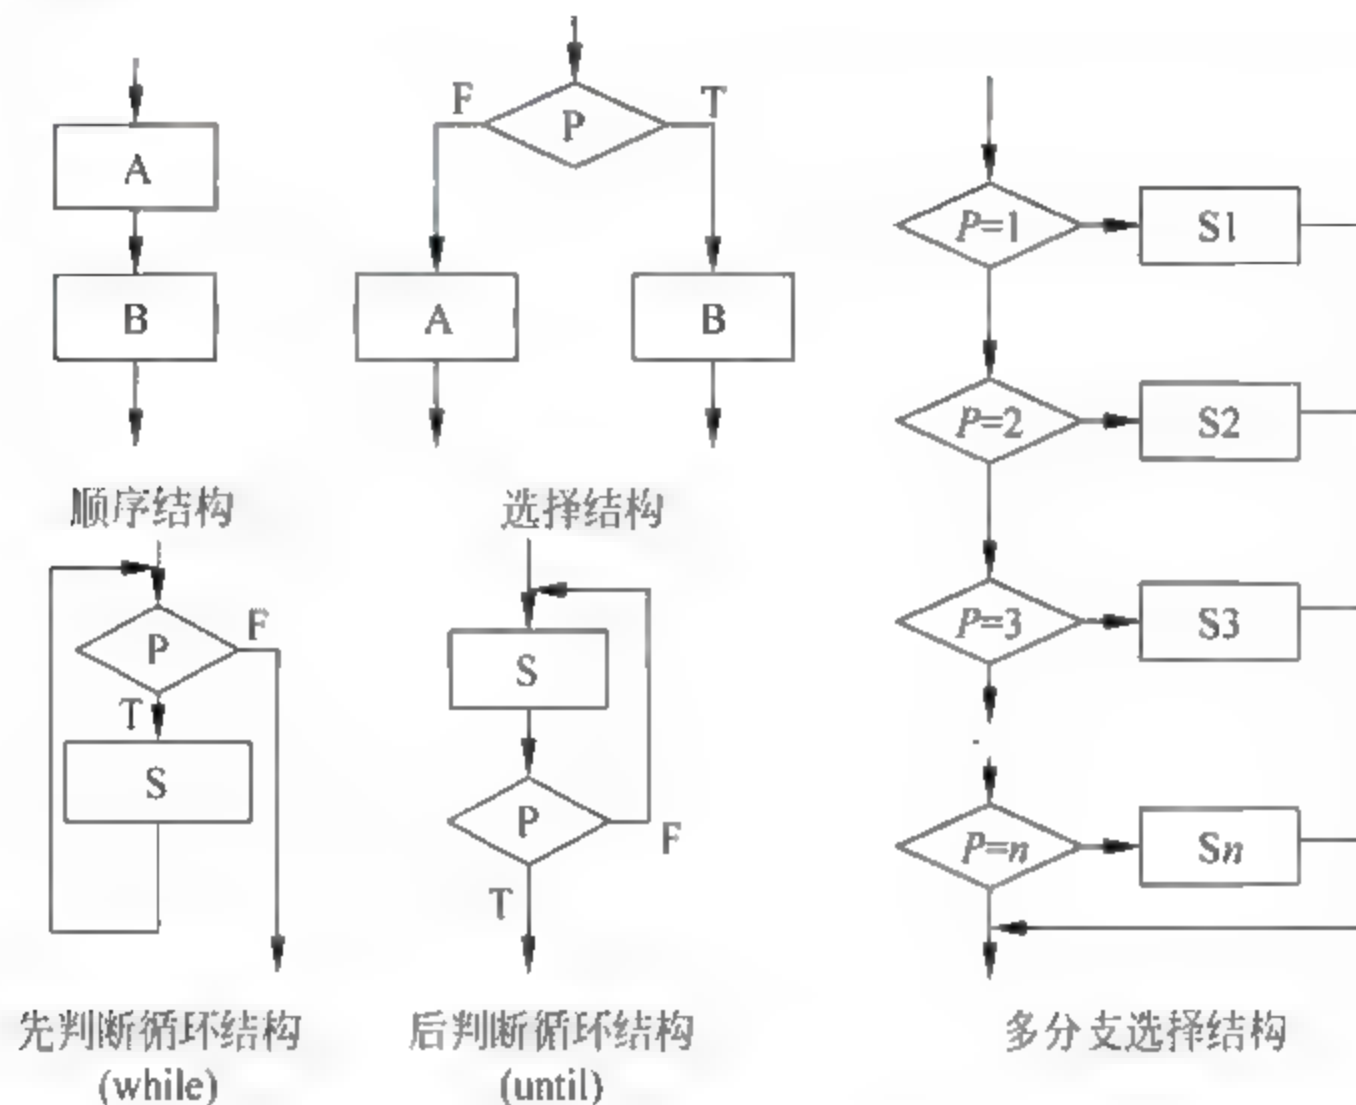 A
B
顺序结构
P
F
T
A
B
选择结构
P
F
T
S
先判断循环结构
(while)
S
P
F
T
后判断循环结构
(until)
P=1
S1
P=2
S2
P=3
S3
P=n
Sn
多分支选择结构